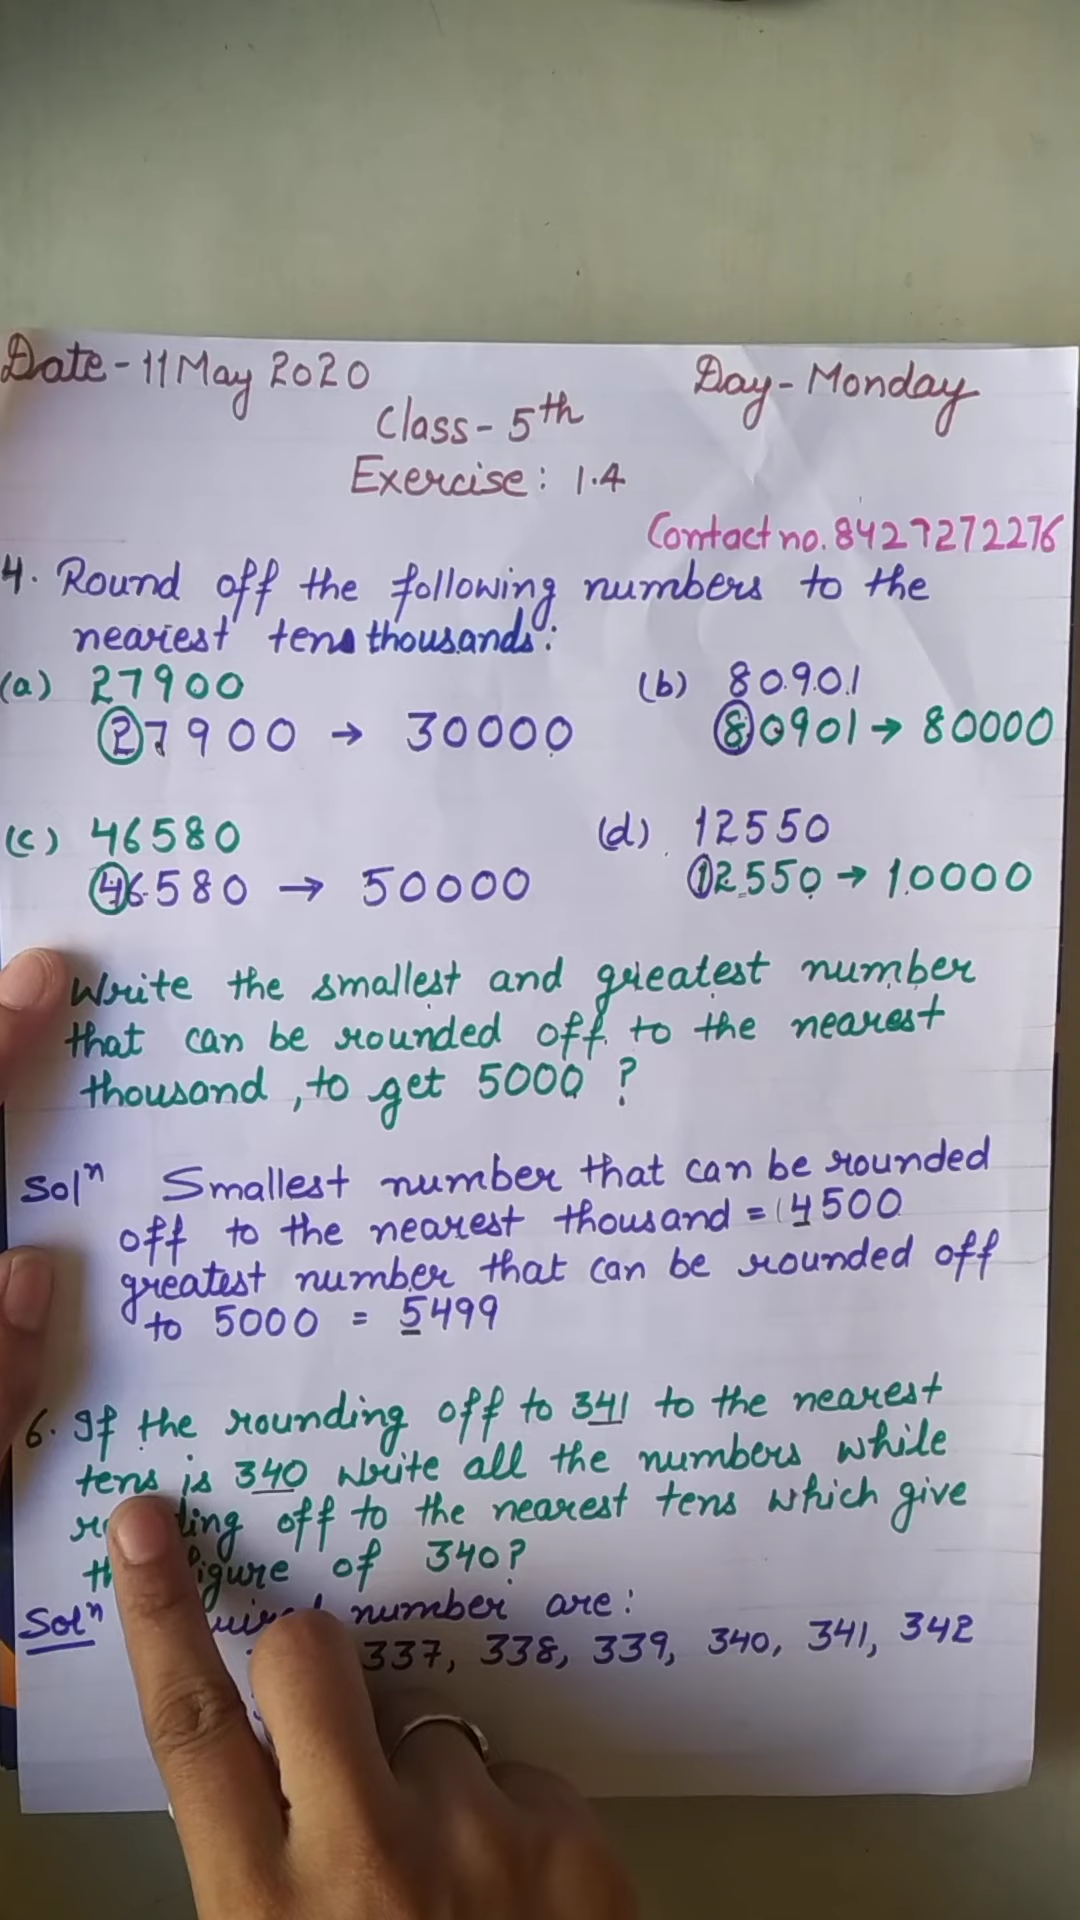 Date - 11 May 2020
Day - Monday
Class - 5th
Exercise: 1.4
Contact no. 8427272276
4. Round off the following numbers to the
nearest tens thousands:
(a) 27900
(b) 80901
27900 → 30000
80901 → 80000
(c) 46580
(d) 12550
46580 → 50000
12550 → 10000
Write the smallest and greatest number
that can be rounded off to the nearest
thousand, to get 5000 ?
Solⁿ Smallest number that can be rounded
off to the nearest thousand = 4500
greatest number that can be rounded off
to 5000 = 5499
6. If the rounding off to 341 to the nearest
tens is 340 write all the numbers while
off to the nearest tens which give
figure of 340?
Solⁿ number are:
337, 338, 339, 340, 341, 342